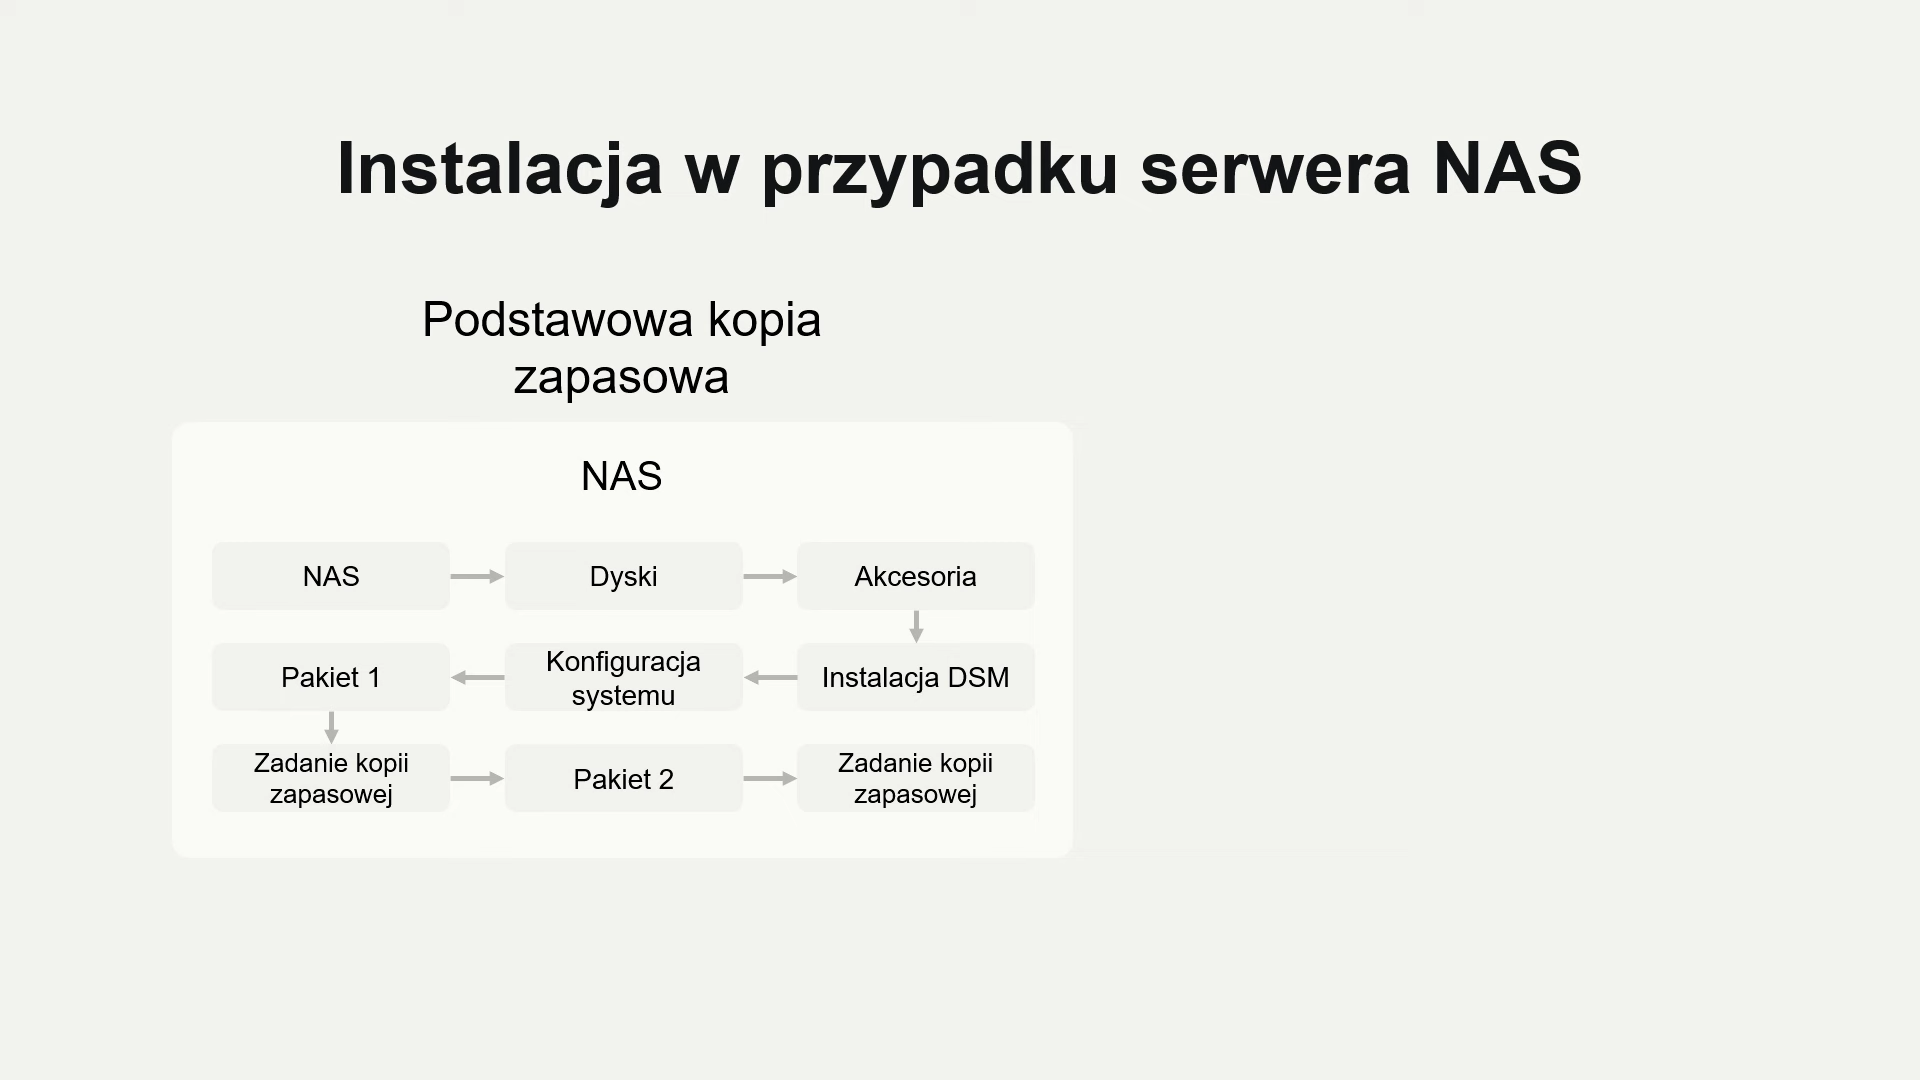 Instalacja w przypadku serwera NAS
Podstawowa kopia
zapasowa
NAS
NAS
Dyski
Akcesoria
Instalacja DSM
Konfiguracja
systemu
Pakiet 1
Zadanie kopii
zapasowej
Pakiet 2
Zadanie kopii
zapasowej